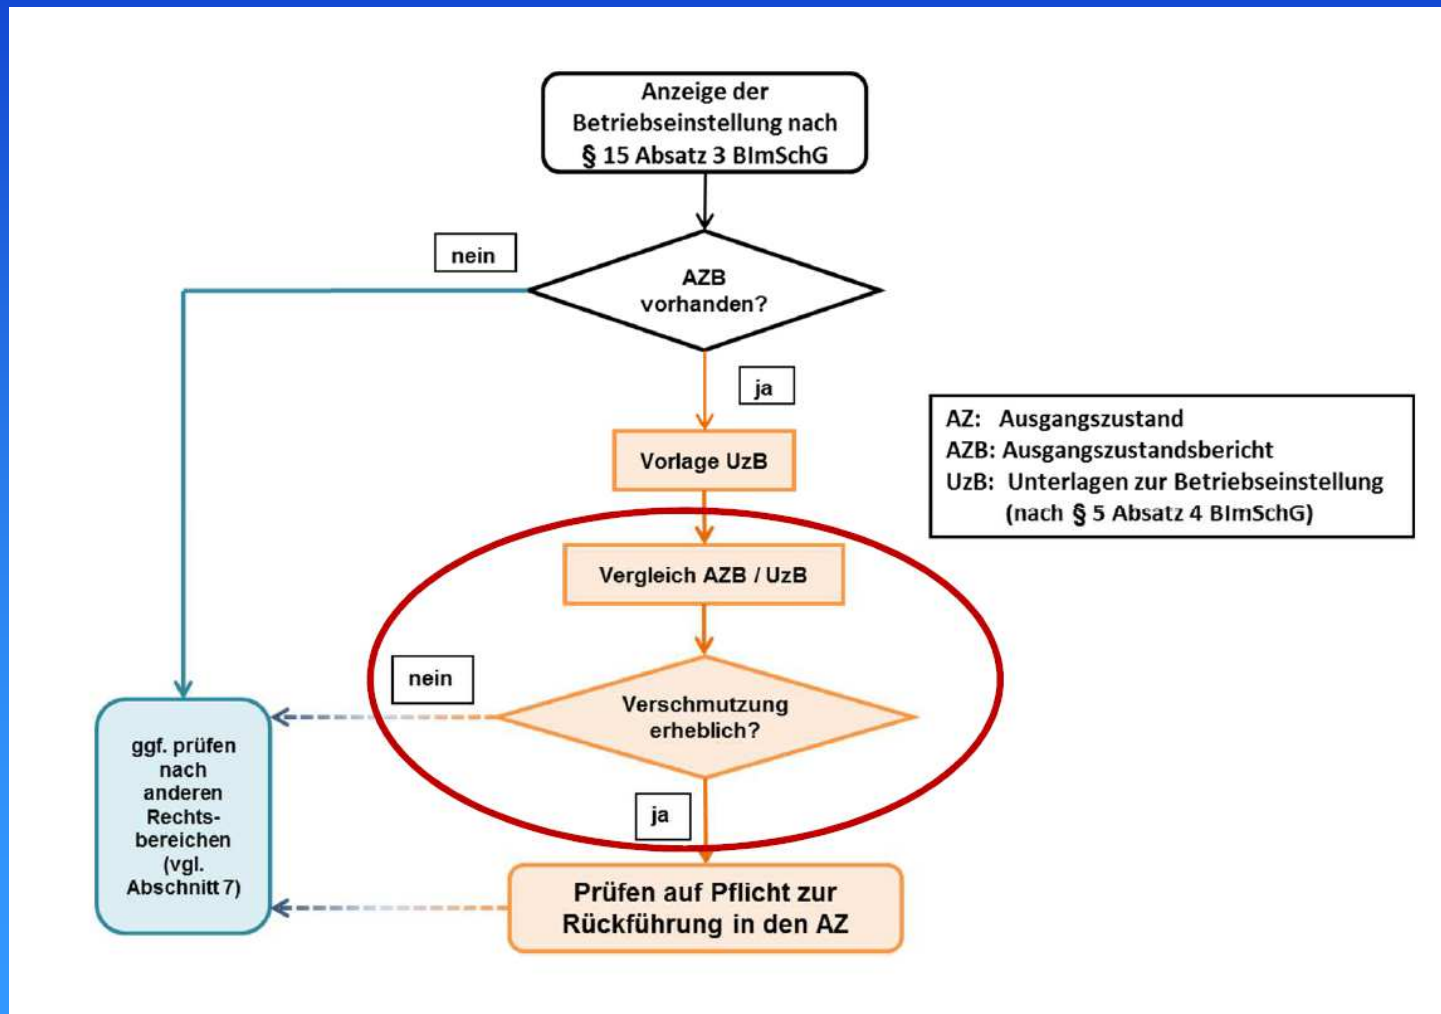 Anzeige der
Betriebseinstellung nach
§ 15 Absatz 3 BImSchG
nein
AZB
vorhanden?
ja
Vorlage UzB
AZ: Ausgangszustand
AZB: Ausgangszustandsbericht
UzB: Unterlagen zur Betriebseinstellung
(nach § 5 Absatz 4 BImSchG)
Vergleich AZB / UzB
nein
Verschmutzung
erheblich?
ggf. prüfen
nach
anderen
Rechts-
bereichen
(vgl.
Abschnitt 7)
ja
Prüfen auf Pflicht zur
Rückführung in den AZ